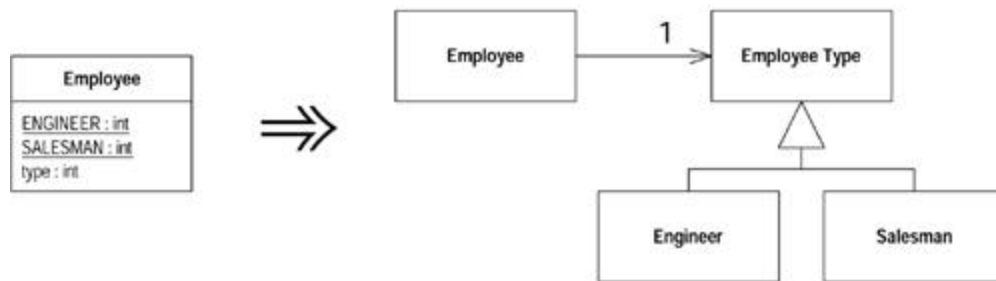 Employee
ENGINEER : int
SALESMAN : int
type : int
Employee
1
Employee Type
Engineer
Salesman